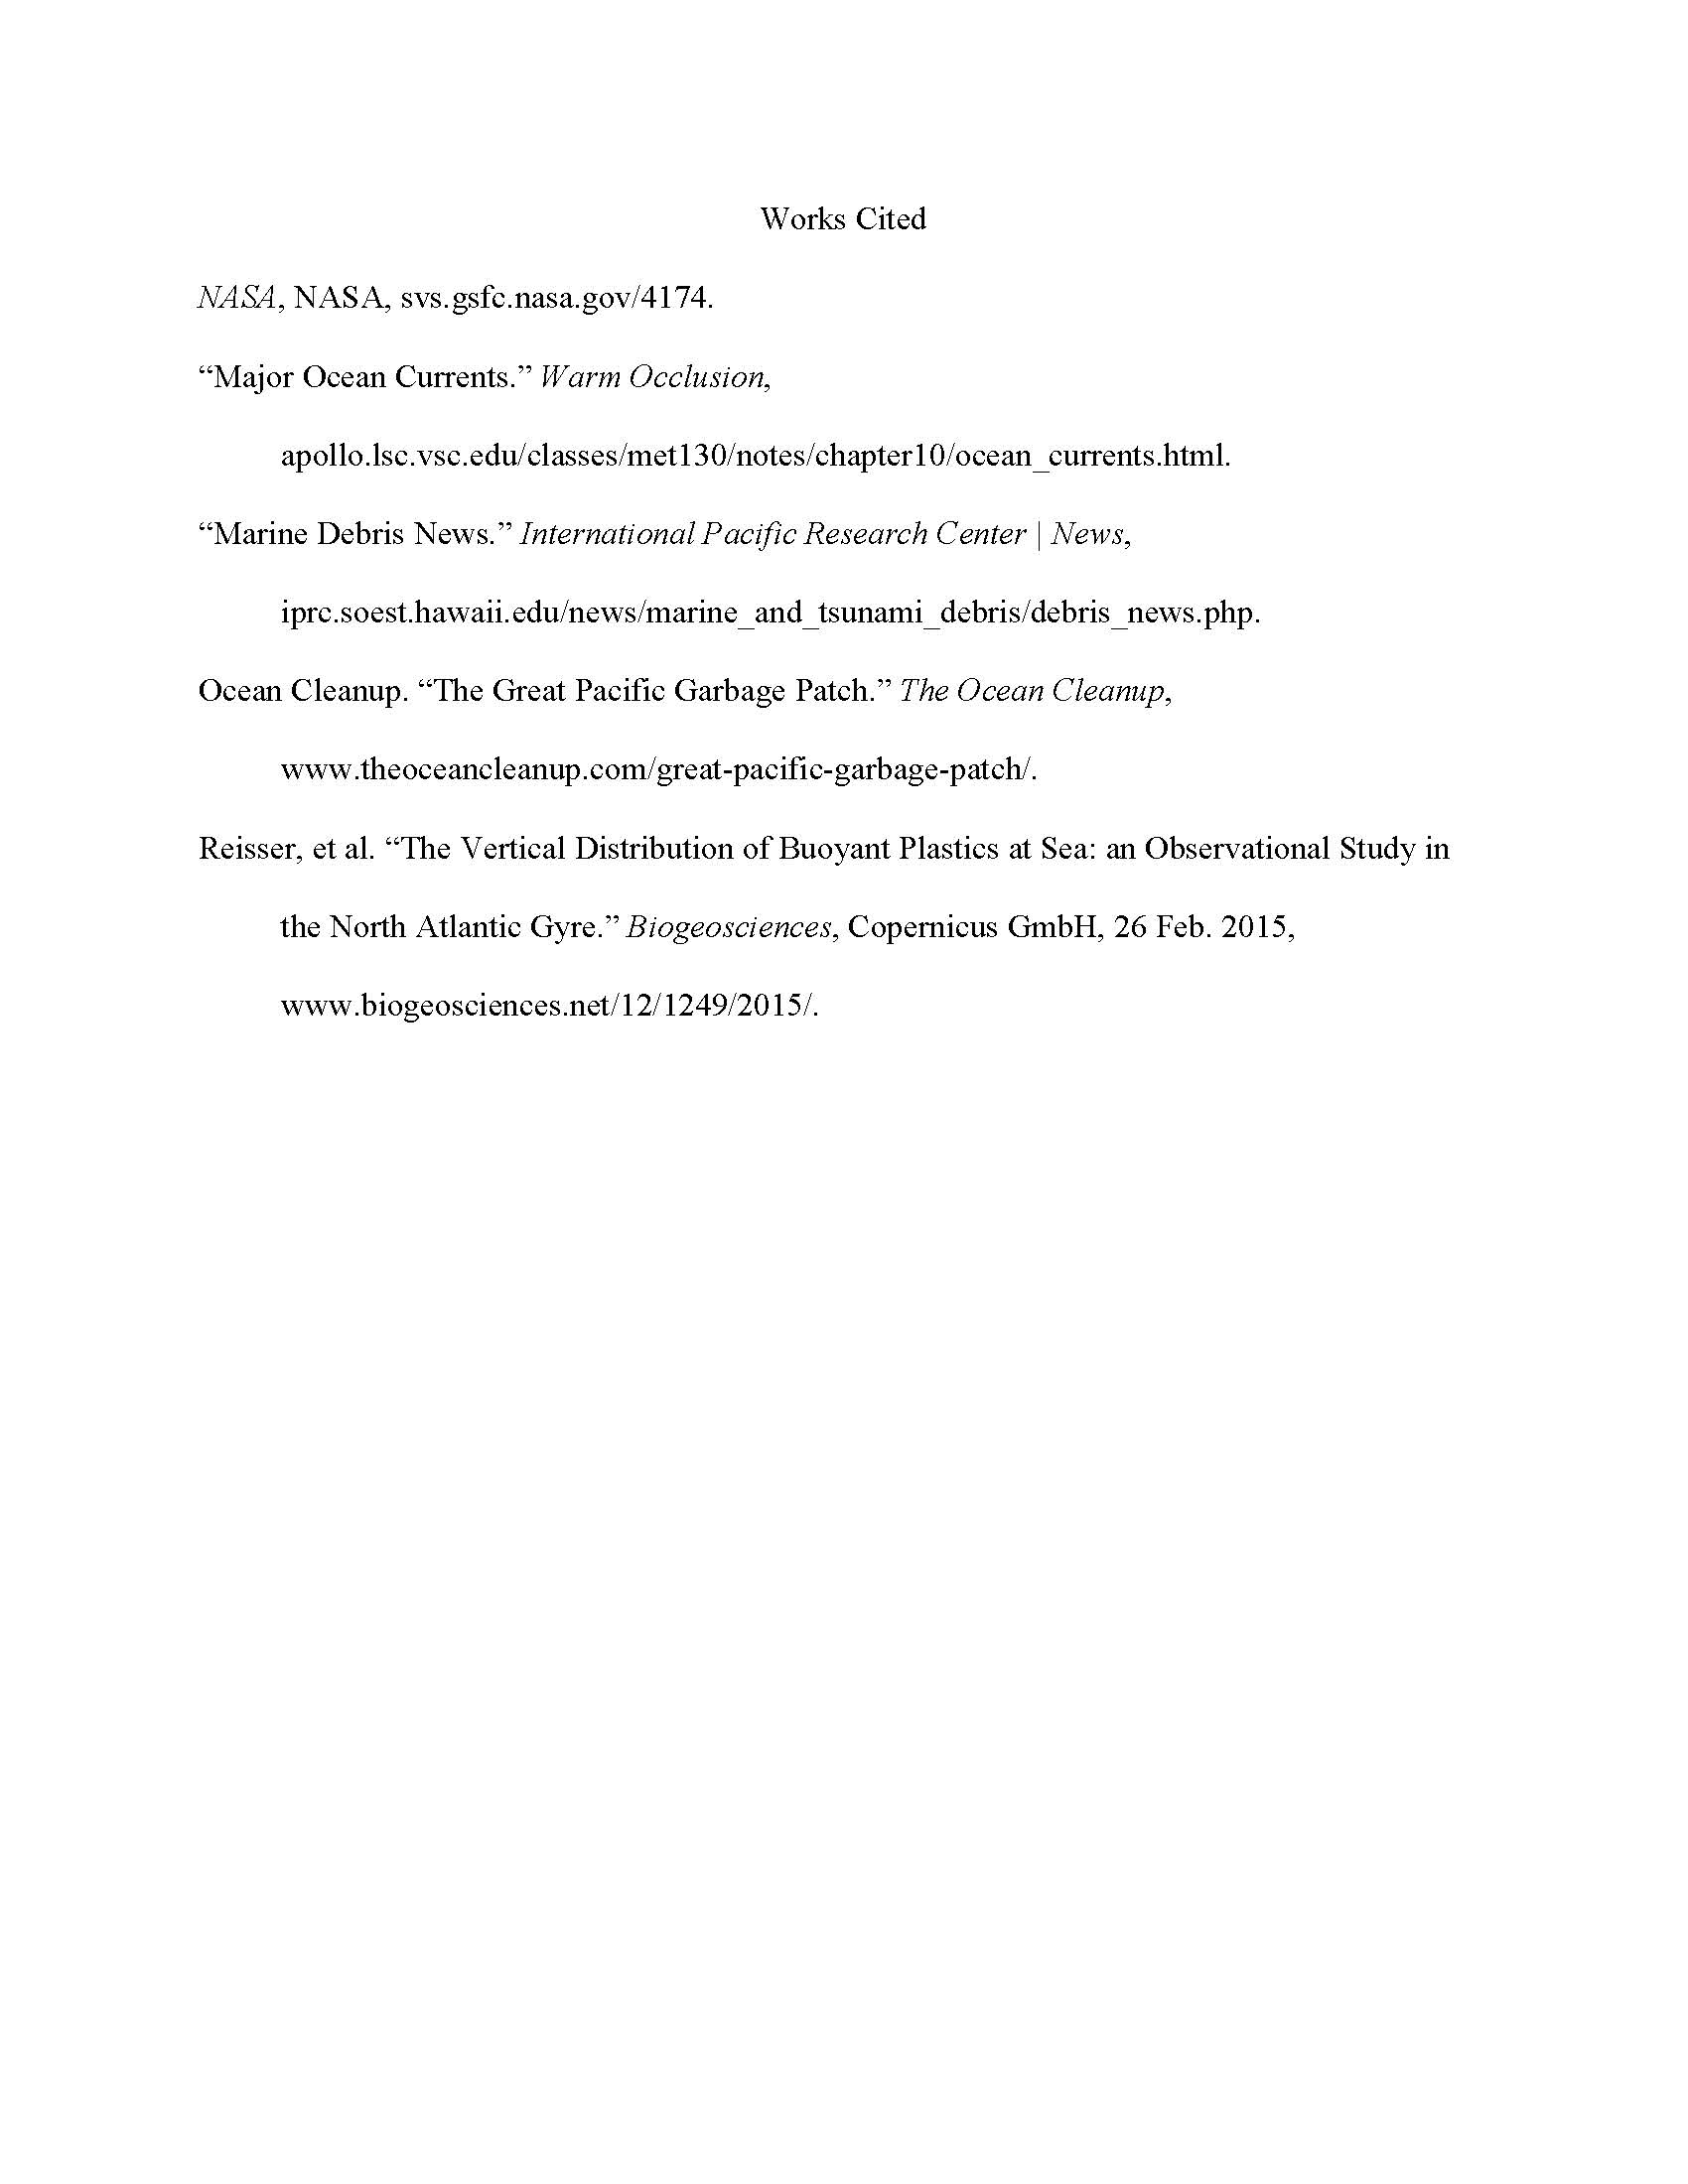 Works Cited
NASA, NASA, svs.gsfc.nasa.gov/4174.
“Major Ocean Currents.” Warm Occlusion,
apollo.lsc.vsc.edu/classes/met130/notes/chapter10/ocean_currents.html.
“Marine Debris News.” International Pacific Research Center | News,
iprc.soest.hawaii.edu/news/marine_and_tsunami_debris/debris_news.php.
Ocean Cleanup. “The Great Pacific Garbage Patch.” The Ocean Cleanup,
www.theoceancleanup.com/great-pacific-garbage-patch/.
Reisser, et al. “The Vertical Distribution of Buoyant Plastics at Sea: an Observational Study in
the North Atlantic Gyre.” Biogeosciences, Copernicus GmbH, 26 Feb. 2015,
www.biogeosciences.net/12/1249/2015/.